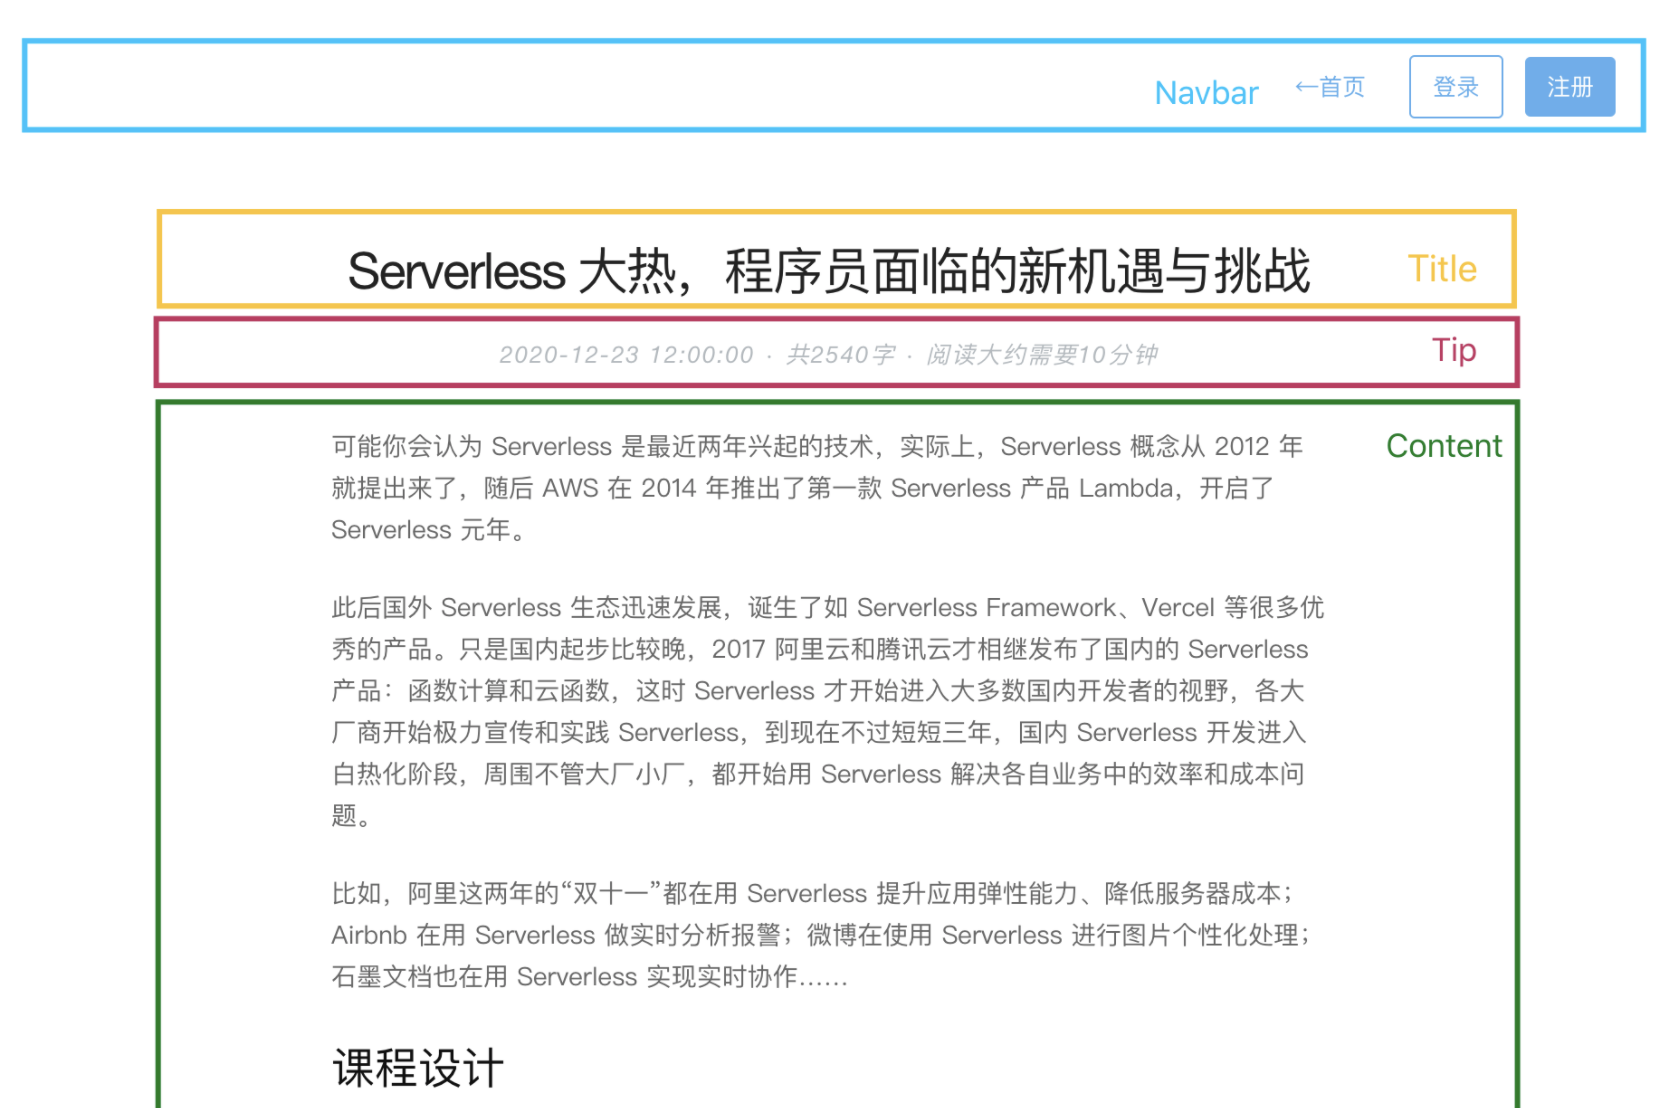 Navbar ←首页 登录 注册
Serverless 大热，程序员面临的新机遇与挑战 Title
2020-12-23 12:00:00 · 共2540字 · 阅读大约需要10分钟 Tip
Content
可能你会认为 Serverless 是最近两年兴起的技术，实际上，Serverless 概念从 2012 年
就提出来了，随后 AWS 在 2014 年推出了第一款 Serverless 产品 Lambda，开启了
Serverless 元年。
此后国外 Serverless 生态迅速发展，诞生了如 Serverless Framework、Vercel 等很多优
秀的产品。只是国内起步比较晚，2017 阿里云和腾讯云才相继发布了国内的 Serverless
产品：函数计算和云函数，这时 Serverless 才开始进入大多数国内开发者的视野，各大
厂商开始极力宣传和实践 Serverless，到现在不过短短三年，国内 Serverless 开发进入
白热化阶段，周围不管大厂小厂，都开始用 Serverless 解决各自业务中的效率和成本问
题。
比如，阿里这两年的“双十一”都在用 Serverless 提升应用弹性能力、降低服务器成本；
Airbnb 在用 Serverless 做实时分析报警；微博在使用 Serverless 进行图片个性化处理；
石墨文档也在用 Serverless 实现实时协作……
课程设计